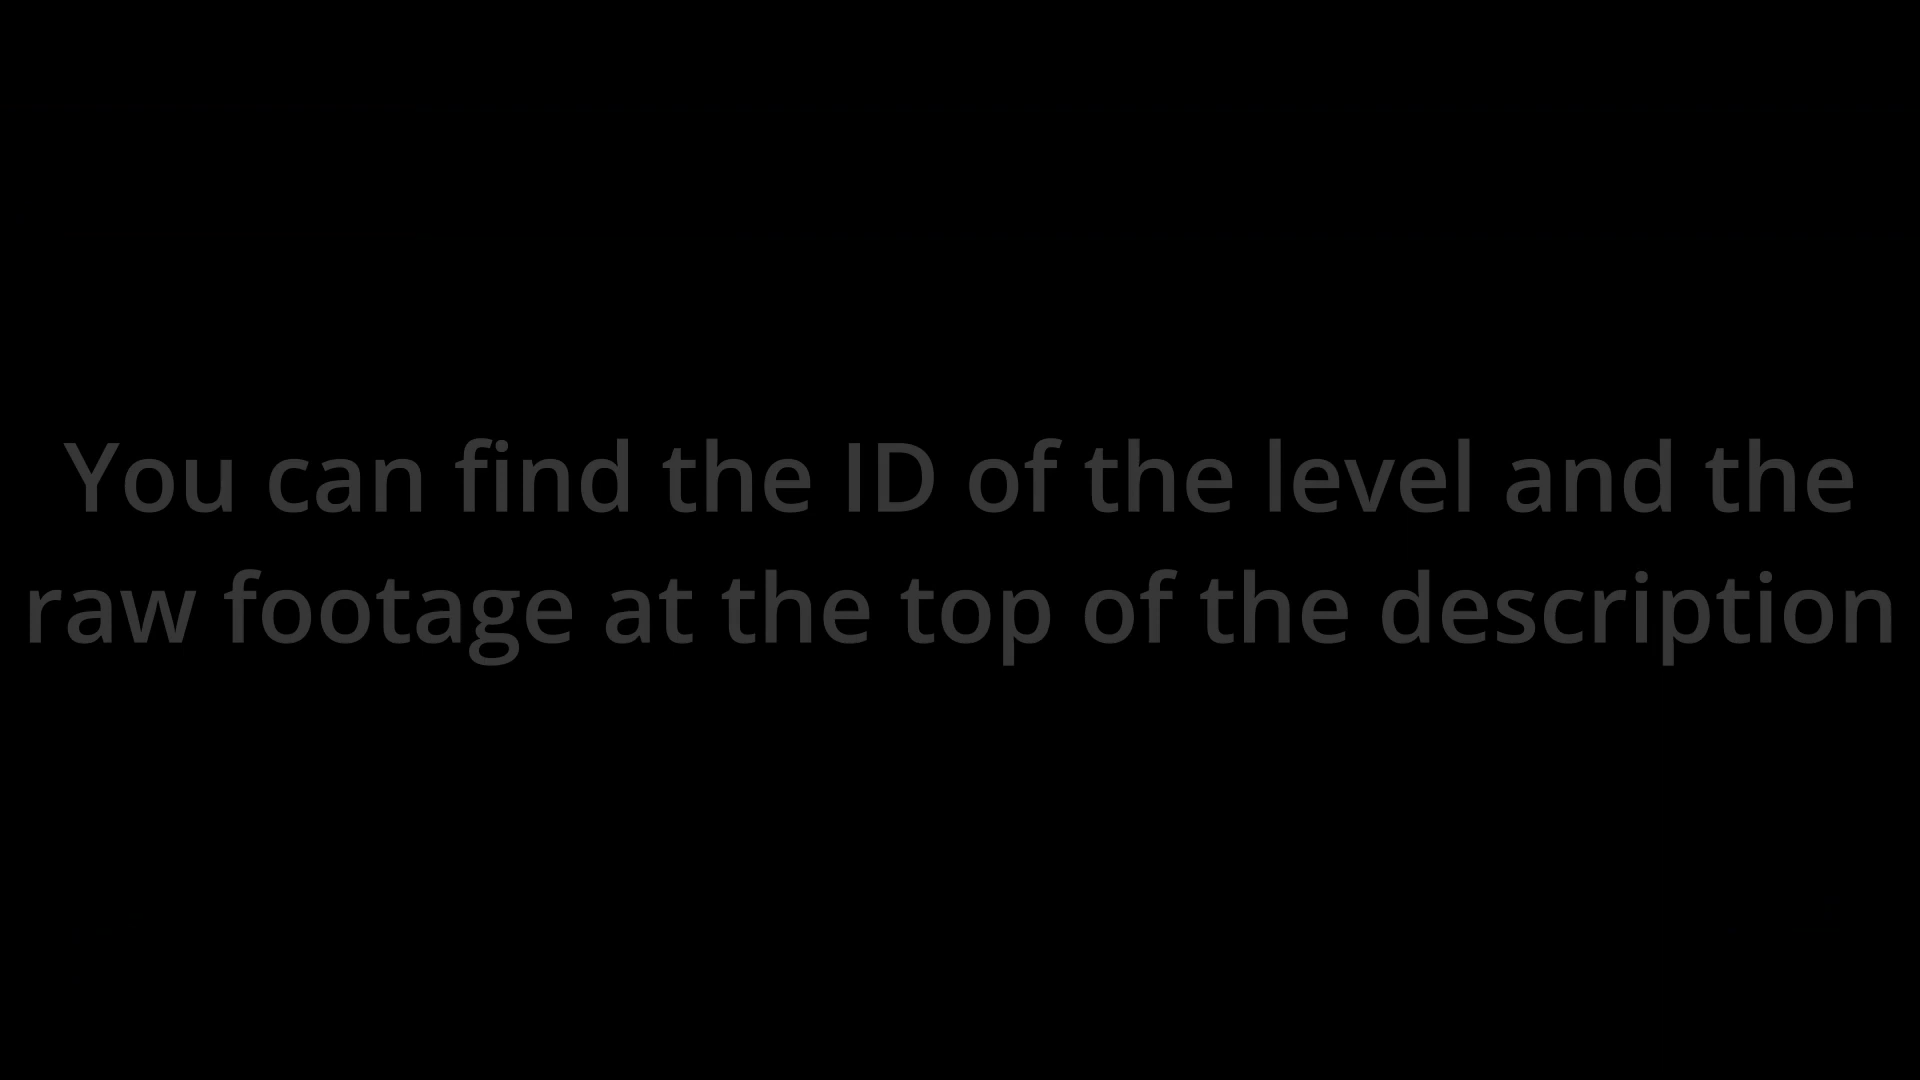 You can find the ID of the level and the
raw footage at the top of the description